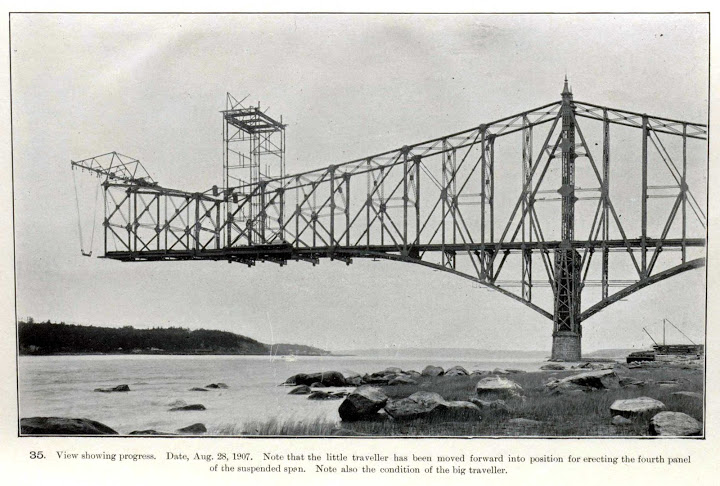 35. View showing progress. Date, Aug. 28, 1907. Note that the little traveller has been moved forward into position for erecting the fourth panel
of the suspended span. Note also the condition of the big traveller.